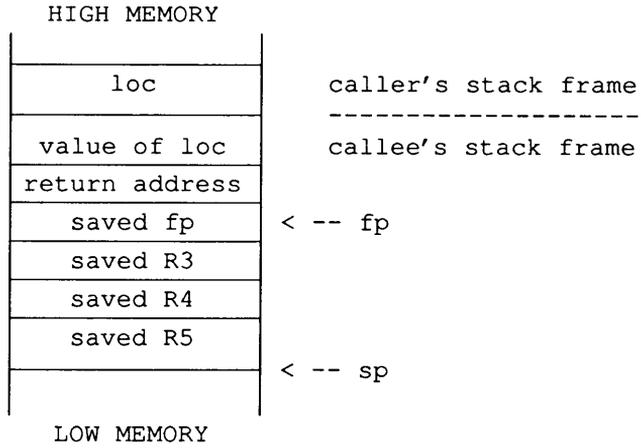 HIGH MEMORY
loc caller's stack frame
---------------------
value of loc callee's stack frame
return address
saved fp < -- fp
saved R3
saved R4
saved R5
< -- sp
LOW MEMORY